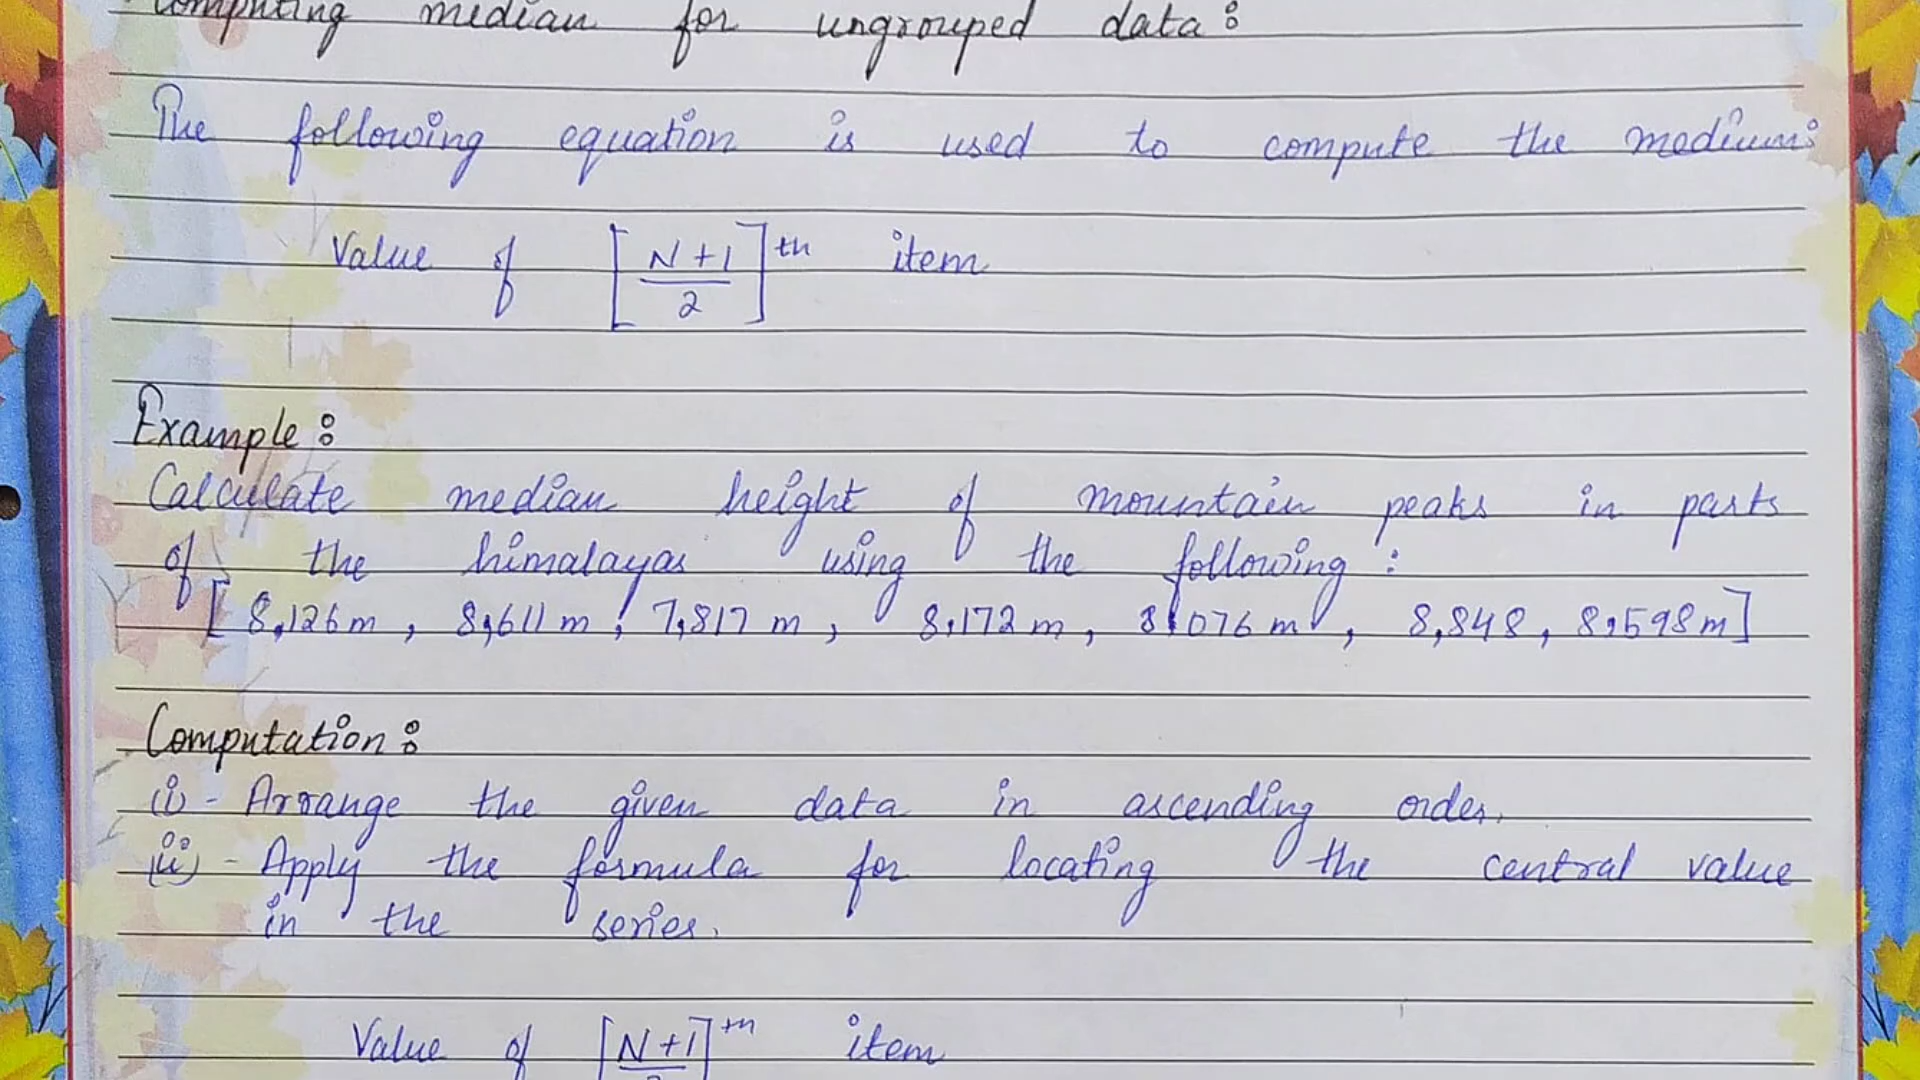 Computing median for ungrouped data:
The following equation is used to compute the medium:
Value of [N+1/2]th item
Example:
Calculate median height of mountain peaks in parts
of the himalayas using the following:
[8,126m, 8,611m, 7,817m, 8,172m, 8,076m, 8,848, 8,598m]
Computation:
(i) - Arrange the given data in ascending order.
(ii) - Apply the formula for locating the central value
in the series.
Value of [N+1/2]th item